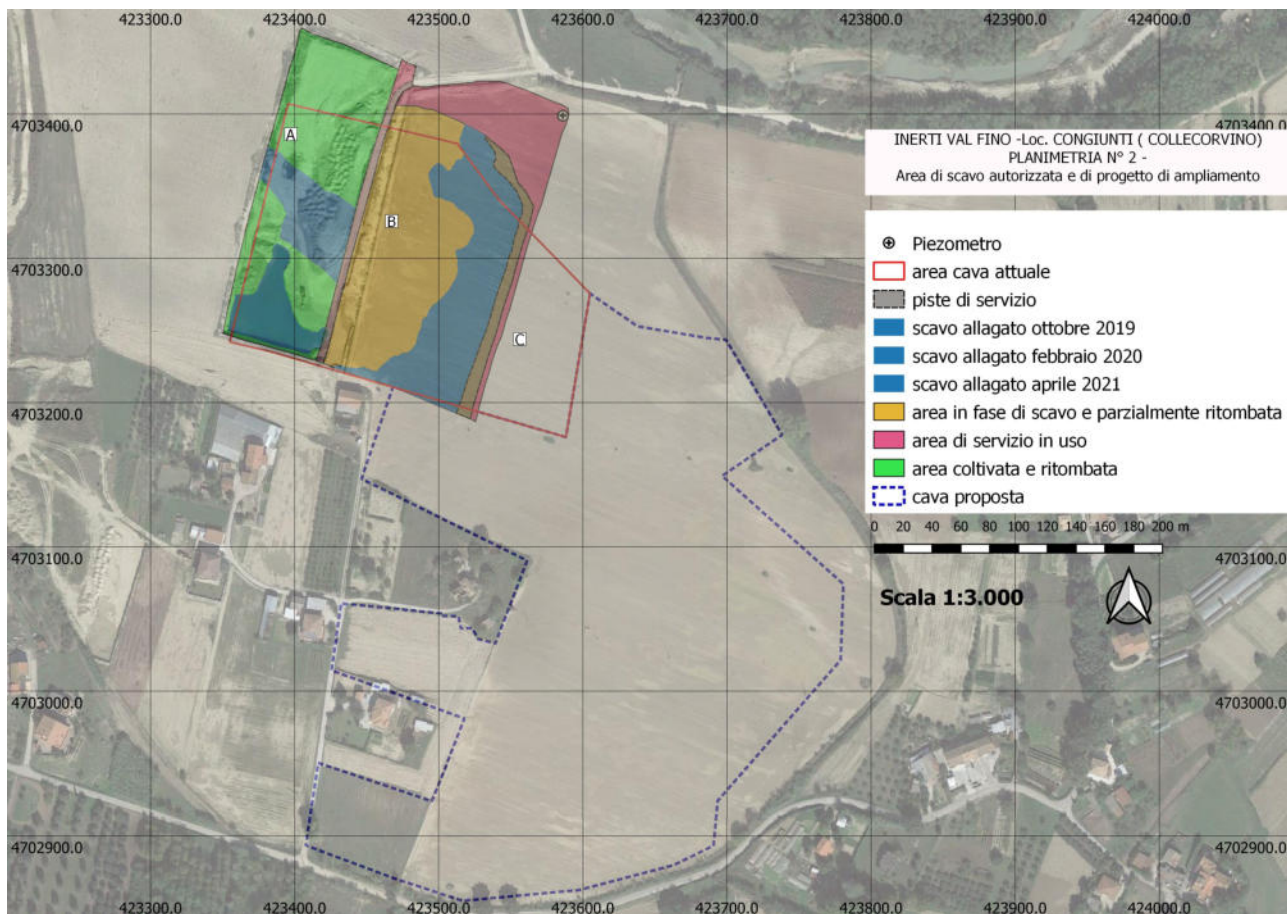 423300.0 423400.0 423500.0 423600.0 423700.0 423800.0 423900.0 424000.0
4703400.0 4703400.0
INERTI VAL FINO -Loc. CONGIUNTI ( COLLECORVINO)
PLANIMETRIA N° 2 -
Area di scavo autorizzata e di progetto di ampliamento
A
B
C
Piezometro
area cava attuale
piste di servizio
scavo allagato ottobre 2019
scavo allagato febbraio 2020
scavo allagato aprile 2021
area in fase di scavo e parzialmente ritombata
area di servizio in uso
area coltivata e ritombata
cava proposta
0 20 40 60 80 100 120 140 160 180 200 m
4703300.0
4703200.0
4703100.0 4703100.0
Scala 1:3.000
4703000.0 4703000.0
4702900.0 4702900.0
423300.0 423400.0 423500.0 423600.0 423700.0 423800.0 423900.0 424000.0